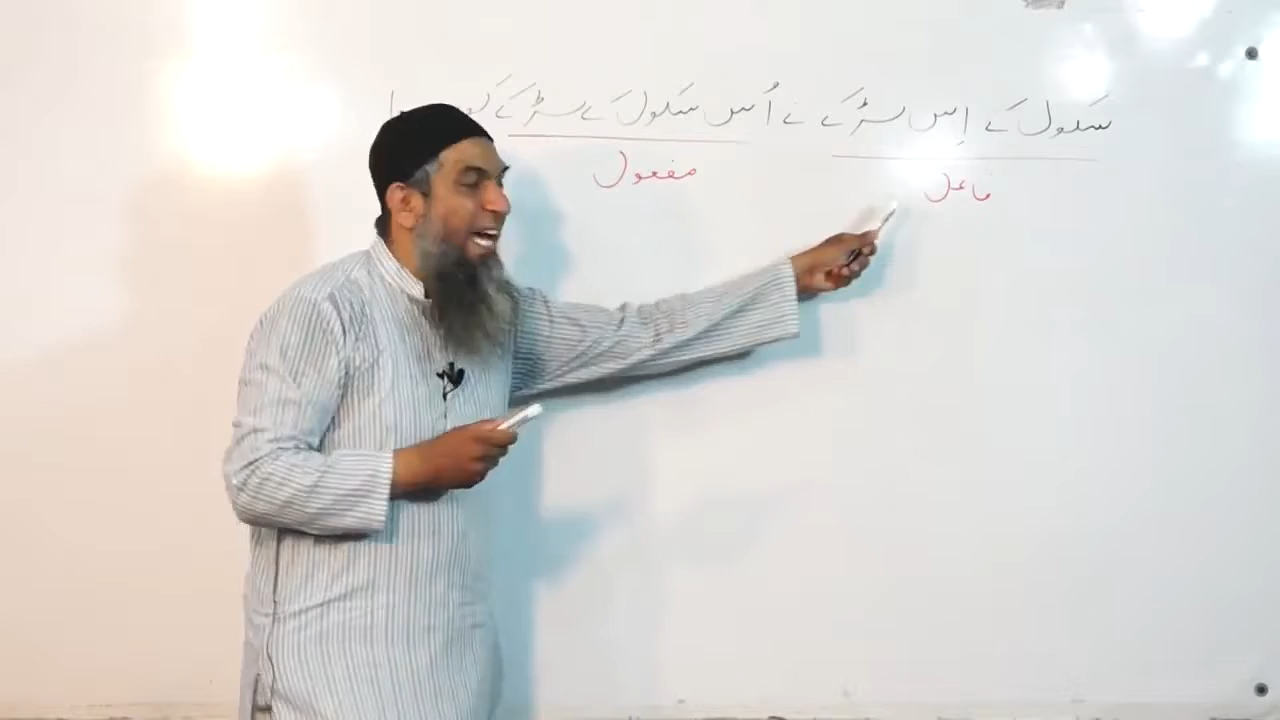 سکول کے اِس لڑکے نے اُس سکول کے لڑکے کو
فاعل مفعول